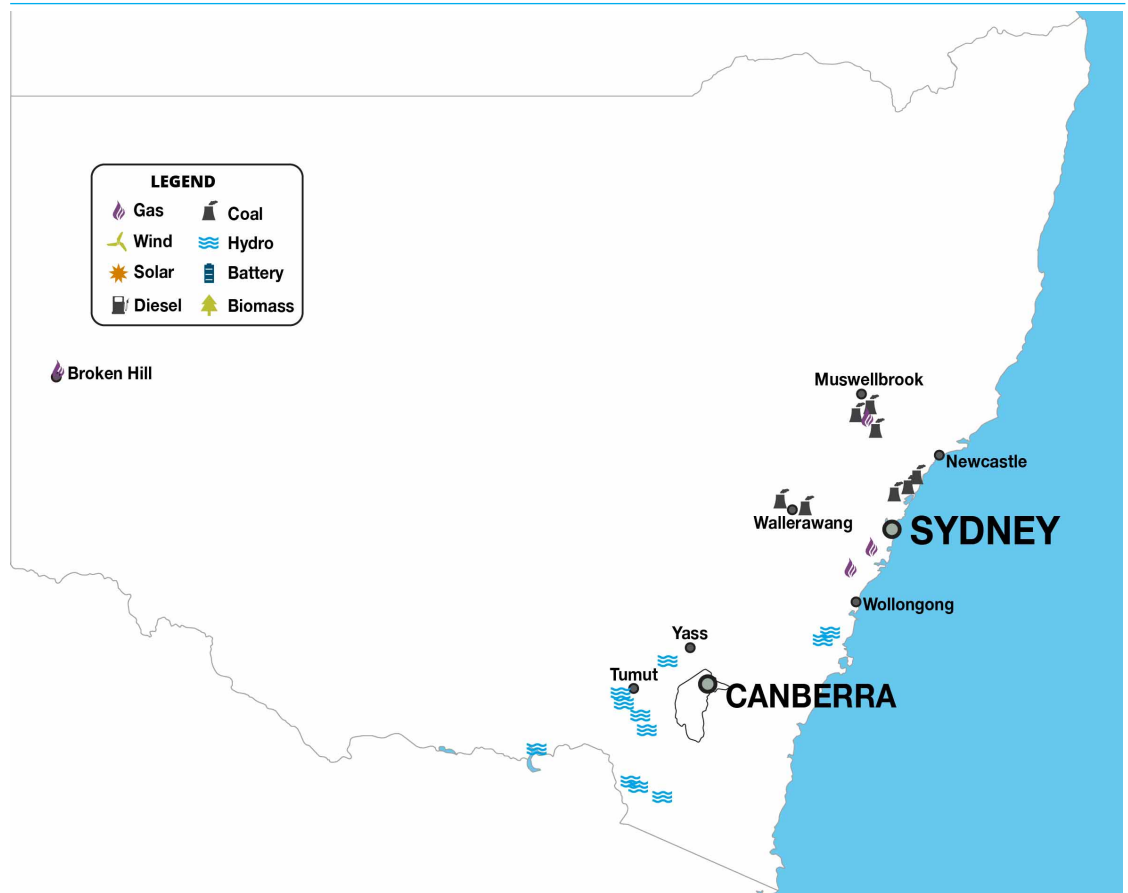 LEGEND
Gas
Coal
Wind
Hydro
Solar
Battery
Diesel
Biomass
Broken Hill
Muswellbrook
Newcastle
Wallerawang
SYDNEY
Wollongong
Yass
Tumut
CANBERRA